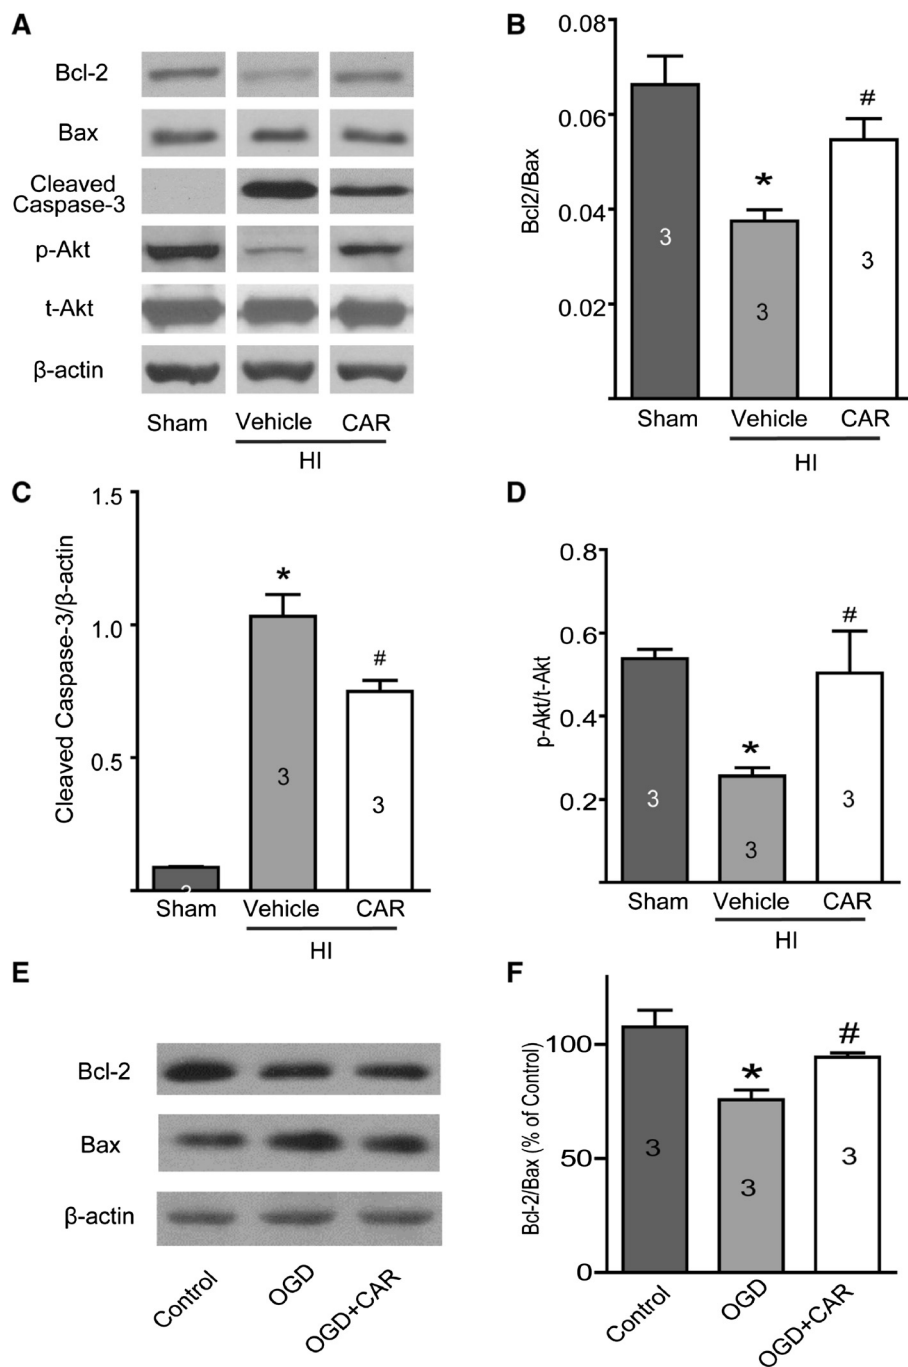 A
Bcl-2
Bax
Cleaved
Caspase-3
p-Akt
t-Akt
β-actin
Sham
Vehicle
CAR
HI
B
Bcl2/Bax
0.08
0.06
0.04
0.02
*
#
3
3
3
Sham
Vehicle
CAR
HI
C
Cleaved Caspase-3/β-actin
1.5
1.0
0.5
*
#
3
3
Sham
Vehicle
CAR
HI
D
p-Akt/t-Akt
0.8
0.6
0.4
0.2
*
#
3
3
3
Sham
Vehicle
CAR
HI
E
Bcl-2
Bax
β-actin
Control
OGD
OGD+CAR
F
Bcl-2/Bax (% of Control)
100
50
0
*
#
3
3
3
Control
OGD
OGD+CAR